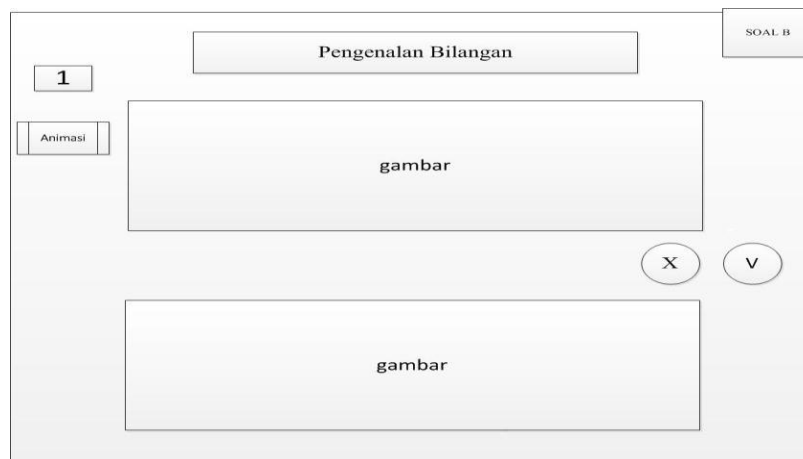 SOAL B
Pengenalan Bilangan
1
Animasi
gambar
X
V
gambar